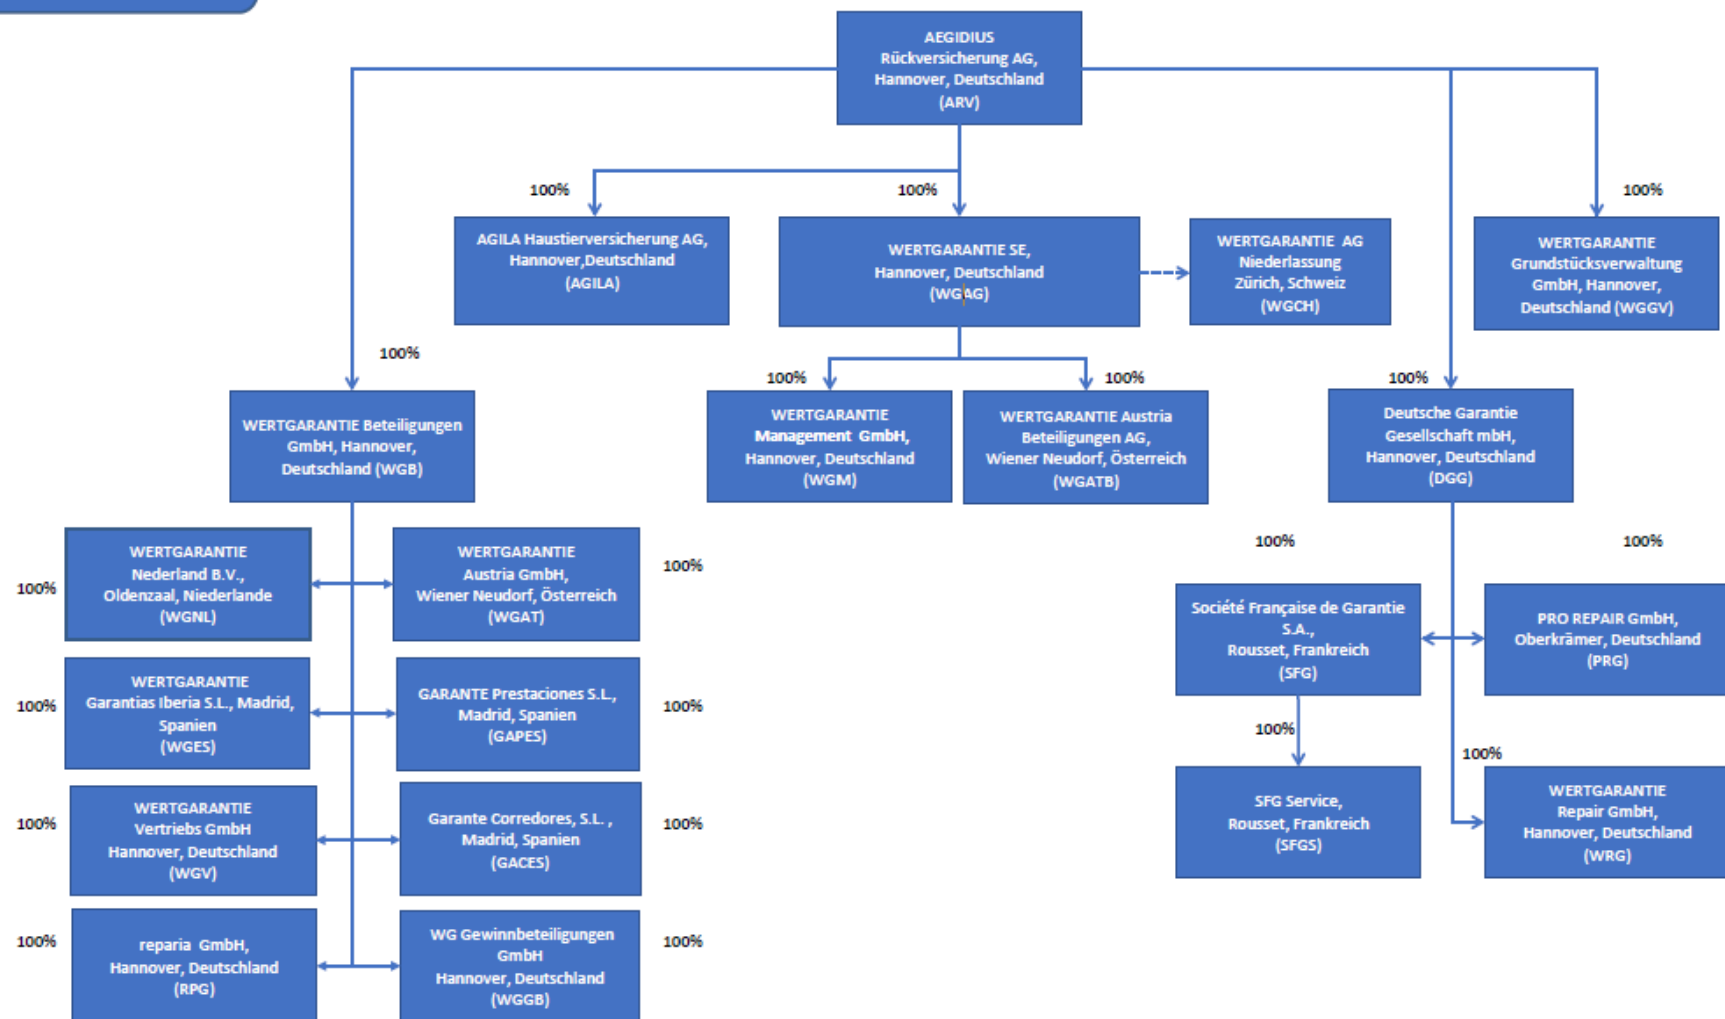 AEGIDIUS
Rückversicherung AG,
Hannover, Deutschland
(ARV)
100%
100%
100%
AGILA Haustierversicherung AG,
Hannover,Deutschland
(AGILA)
WERTGARANTIE SE,
Hannover, Deutschland
(WGAG)
WERTGARANTIE AG
Niederlassung
Zürich, Schweiz
(WGCH)
WERTGARANTIE
Grundstücksverwaltung
GmbH, Hannover,
Deutschland (WGGV)
100%
100%
100%
100%
WERTGARANTIE Beteiligungen
GmbH, Hannover,
Deutschland (WGB)
WERTGARANTIE
Management GmbH,
Hannover, Deutschland
(WGM)
WERTGARANTIE Austria
Beteiligungen AG,
Wiener Neudorf, Österreich
(WGATB)
Deutsche Garantie
Gesellschaft mbH,
Hannover, Deutschland
(DGG)
100%
WERTGARANTIE
Nederland B.V.,
Oldenzaal, Niederlande
(WGNL)
WERTGARANTIE
Austria GmbH,
Wiener Neudorf, Österreich
(WGAT)
100%
100%
WERTGARANTIE
Garantias Iberia S.L., Madrid,
Spanien
(WGES)
GARANTE Prestaciones S.L.,
Madrid, Spanien
(GAPES)
100%
100%
WERTGARANTIE
Vertriebs GmbH
Hannover, Deutschland
(WGV)
Garante Corredores, S.L. ,
Madrid, Spanien
(GACES)
100%
100%
reparia GmbH,
Hannover, Deutschland
(RPG)
WG Gewinnbeteiligungen
GmbH
Hannover, Deutschland
(WGGB)
100%
100%
100%
Société Française de Garantie
S.A.,
Rousset, Frankreich
(SFG)
PRO REPAIR GmbH,
Oberkrämer, Deutschland
(PRG)
100%
100%
SFG Service,
Rousset, Frankreich
(SFGS)
WERTGARANTIE
Repair GmbH,
Hannover, Deutschland
(WRG)